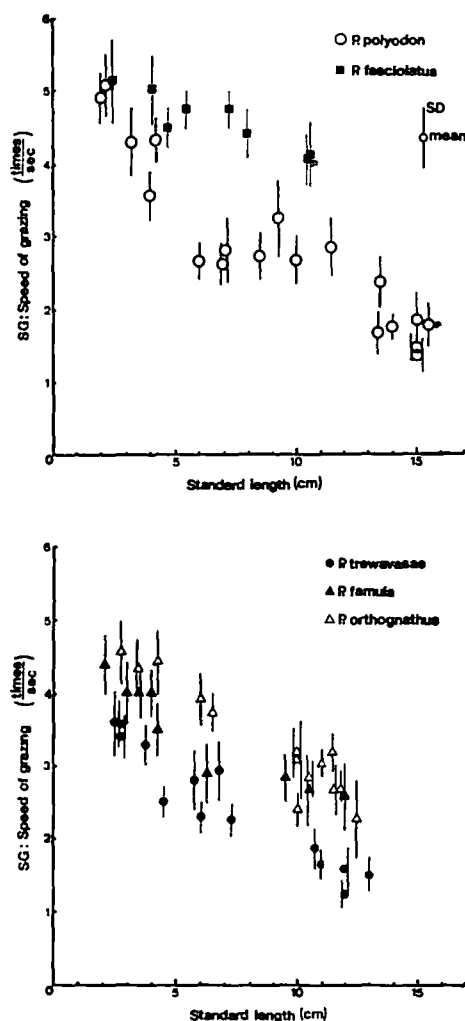 6
P. polyodon
P. fasciolatus
SD
mean
5
4
3
2
1
0
5
10
15
SG: Speed of grazing (times/sec)
Standard length (cm)
6
P. trewavasae
P. famula
P. orthognathus
5
4
3
2
1
0
5
10
15
SG: Speed of grazing (times/sec)
Standard length (cm)